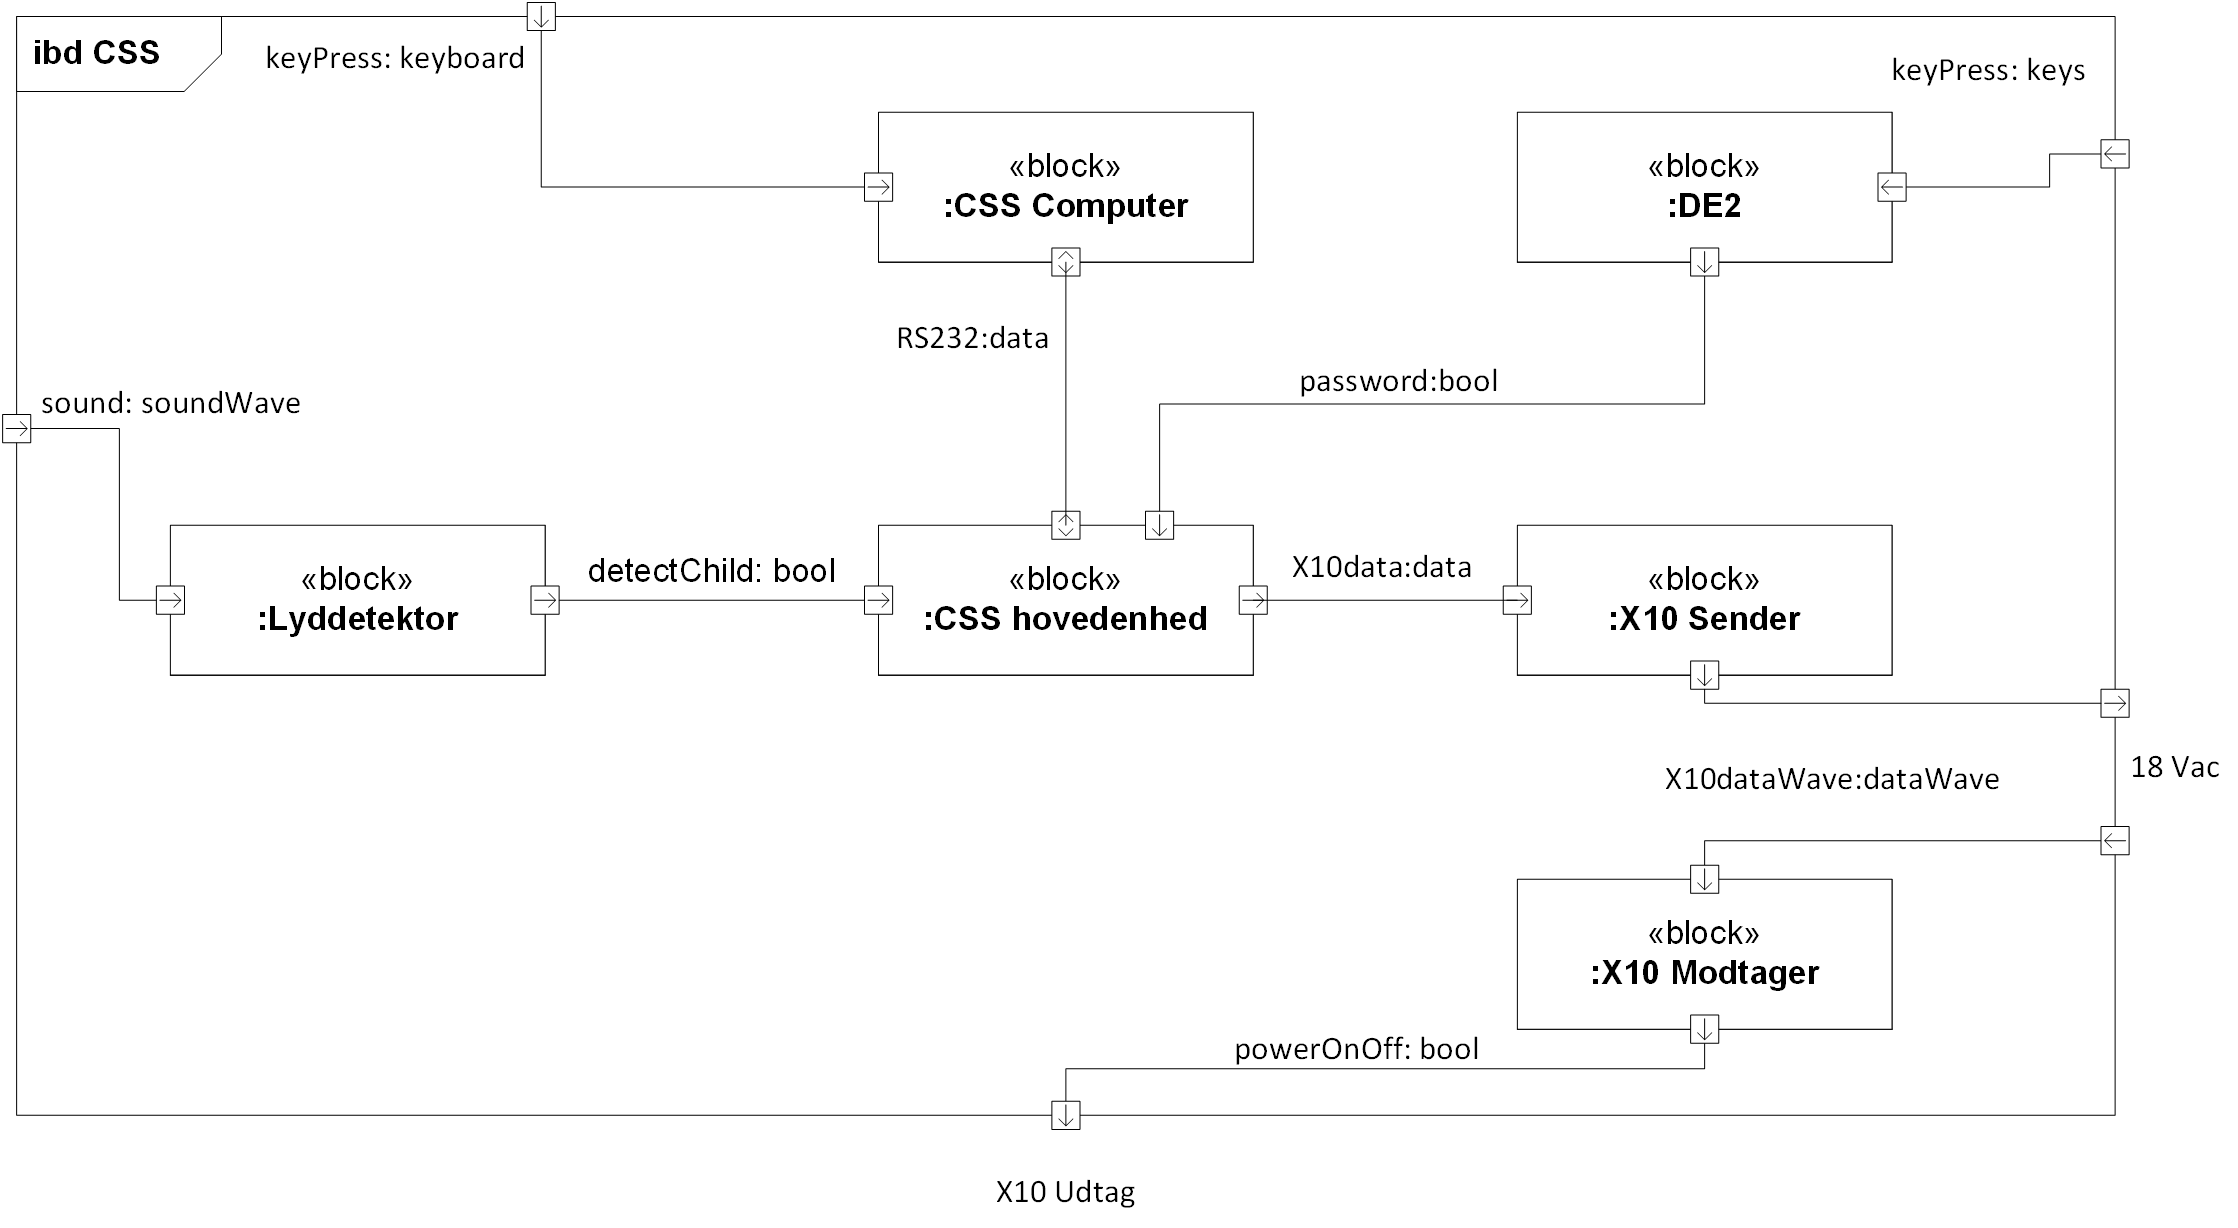 ibd CSS
keyPress: keyboard
keyPress: keys
«block»
:CSS Computer
«block»
:DE2
RS232:data
password:bool
sound: soundWave
«block»
:Lyddetektor
detectChild: bool
«block»
:CSS hovedenhed
X10data:data
«block»
:X10 Sender
X10dataWave:dataWave
18 Vac
«block»
:X10 Modtager
powerOnOff: bool
X10 Udtag